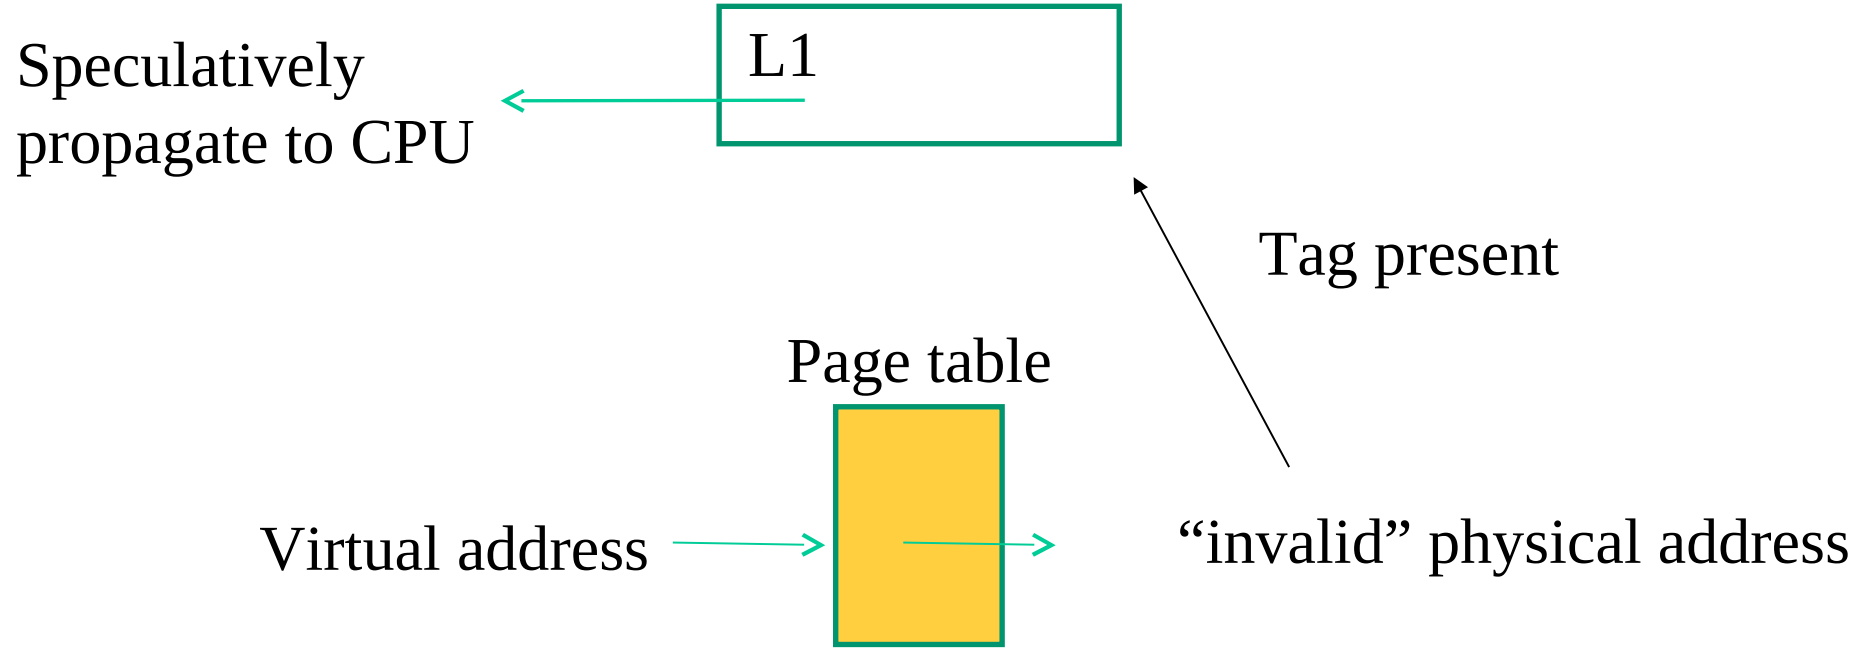 L1
Speculatively
propagate to CPU
Tag present
Page table
Virtual address
“invalid” physical address